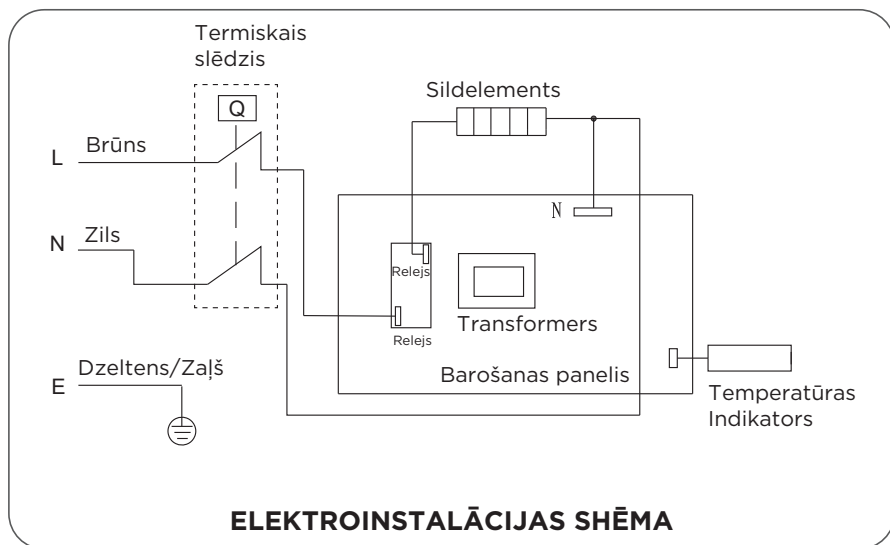 Termiskais
slēdzis
Q
Sildelements
L
Brūns
N
N
Zils
Relejs
Transformers
Relejs
Barošanas panelis
E
Dzeltens/Zaļš
Temperatūras
Indikators
ELEKTROINSTALĀCIJAS SHĒMA